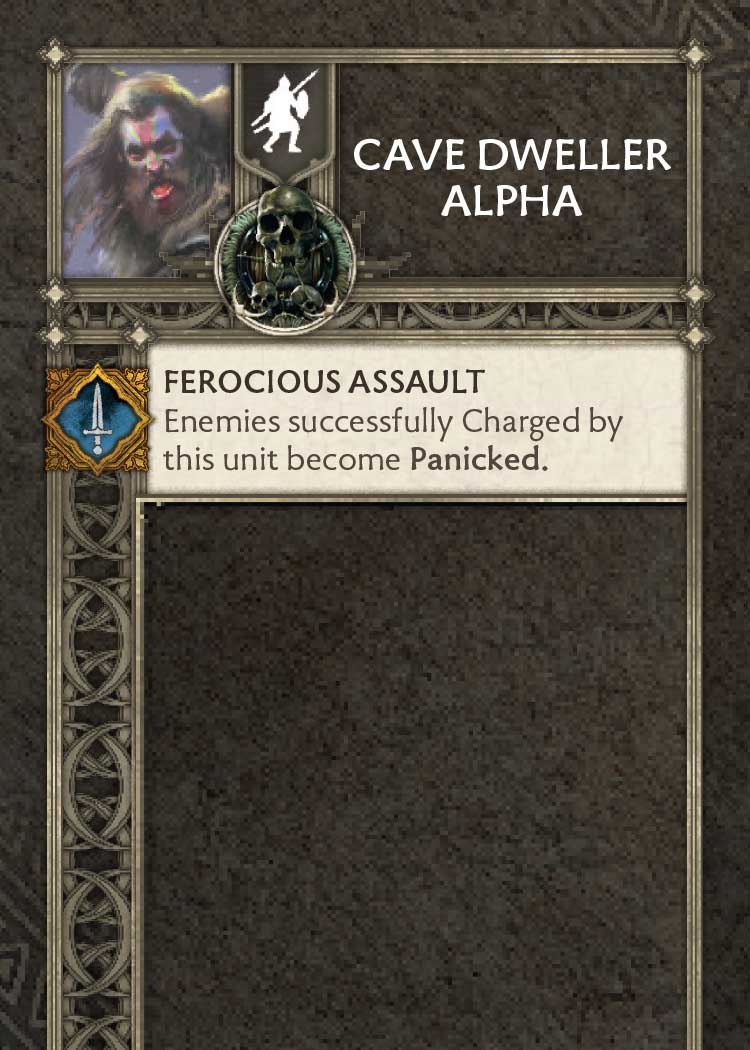 CAVE DWELLER
ALPHA
FEROCIOUS ASSAULT
Enemies successfully Charged by
this unit become Panicked.